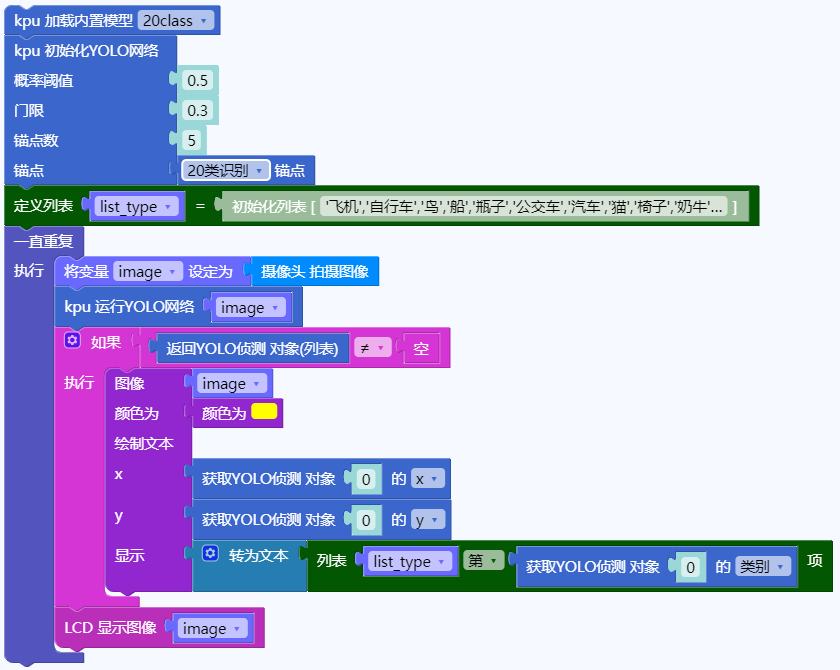 kpu 加载内置模型 20class
kpu 初始化YOLO网络
概率阈值 0.5
门限 0.3
锚点数 5
锚点 20类识别 锚点
定义列表 list_type = 初始化列表 [ '飞机','自行车','鸟','船','瓶子','公交车','汽车','猫','椅子','奶牛'... ]
一直重复
执行 将变量 image 设定为 摄像头 拍摄图像
kpu 运行YOLO网络 image
如果 返回YOLO侦测 对象(列表) ≠ 空
执行 图像 image
颜色为 颜色为
绘制文本
x 获取YOLO侦测 对象 0 的 x
y 获取YOLO侦测 对象 0 的 y
显示 转为文本 列表 list_type 第 获取YOLO侦测 对象 0 的 类别 项
LCD 显示图像 image